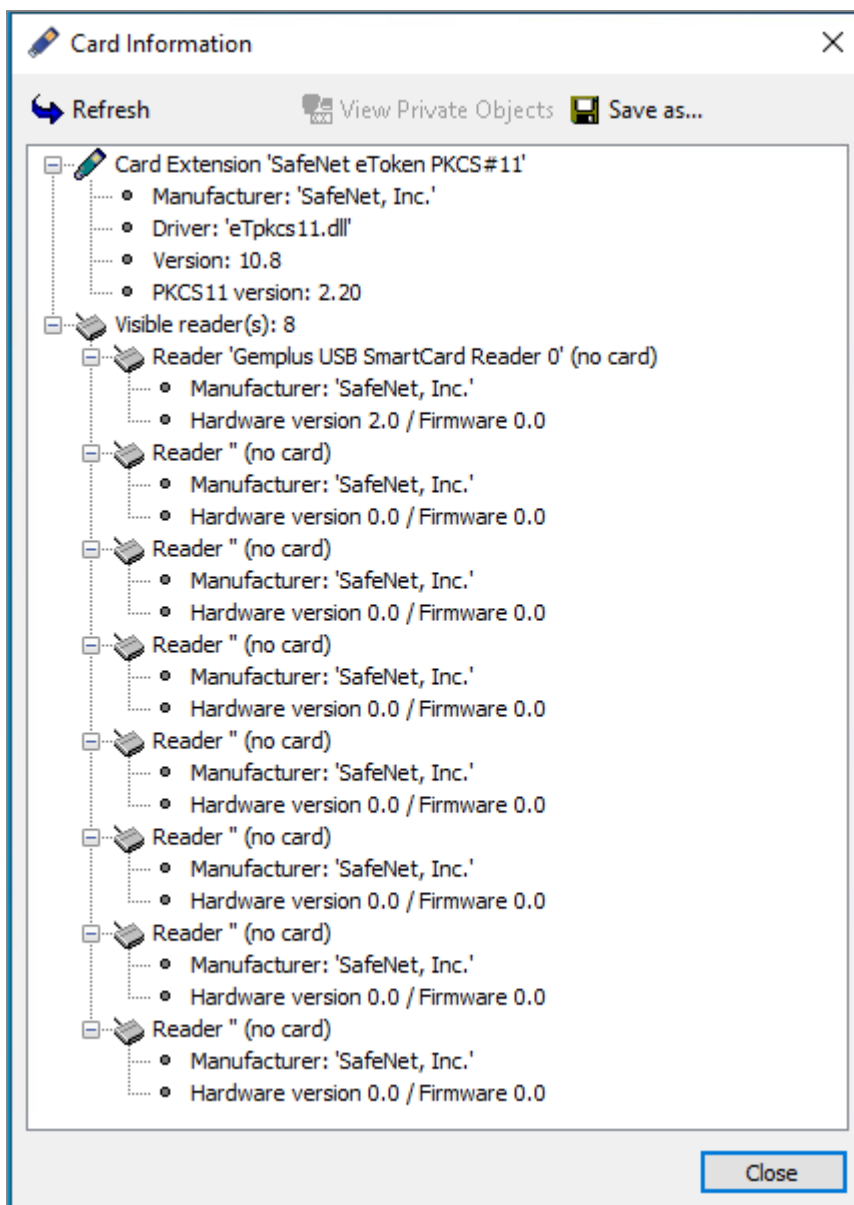 Card Information
Refresh View Private Objects Save as...
Card Extension 'SafeNet eToken PKCS#11'
Manufacturer: 'SafeNet, Inc.'
Driver: 'eTpkcs11.dll'
Version: 10.8
PKCS11 version: 2.20
Visible reader(s): 8
Reader 'Gemplus USB SmartCard Reader 0' (no card)
Manufacturer: 'SafeNet, Inc.'
Hardware version 2.0 / Firmware 0.0
Reader '' (no card)
Manufacturer: 'SafeNet, Inc.'
Hardware version 0.0 / Firmware 0.0
Reader '' (no card)
Manufacturer: 'SafeNet, Inc.'
Hardware version 0.0 / Firmware 0.0
Reader '' (no card)
Manufacturer: 'SafeNet, Inc.'
Hardware version 0.0 / Firmware 0.0
Reader '' (no card)
Manufacturer: 'SafeNet, Inc.'
Hardware version 0.0 / Firmware 0.0
Reader '' (no card)
Manufacturer: 'SafeNet, Inc.'
Hardware version 0.0 / Firmware 0.0
Reader '' (no card)
Manufacturer: 'SafeNet, Inc.'
Hardware version 0.0 / Firmware 0.0
Reader '' (no card)
Manufacturer: 'SafeNet, Inc.'
Hardware version 0.0 / Firmware 0.0
Close